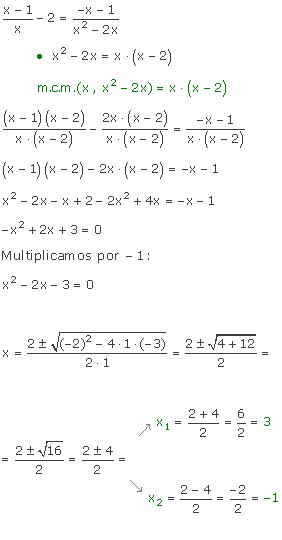 (x − 1)/x − 2 = (−x − 1)/(x² − 2x)
• x² − 2x = x · (x − 2)
m.c.m.(x , x² − 2x) = x · (x − 2)
((x − 1)(x − 2))/(x · (x − 2)) − (2x · (x − 2))/(x · (x − 2)) = (−x − 1)/(x · (x − 2))
(x − 1)(x − 2) − 2x · (x − 2) = −x − 1
x² − 2x − x + 2 − 2x² + 4x = −x − 1
−x² + 2x + 3 = 0
Multiplicamos por − 1 :
x² − 2x − 3 = 0
x = (2 ± √((−2)² − 4 · 1 · (−3)))/(2 · 1) = (2 ± √(4 + 12))/2 =
= (2 ± √16)/2 = (2 ± 4)/2 =
↗ x₁ = (2 + 4)/2 = 6/2 = 3
↘ x₂ = (2 − 4)/2 = −2/2 = −1